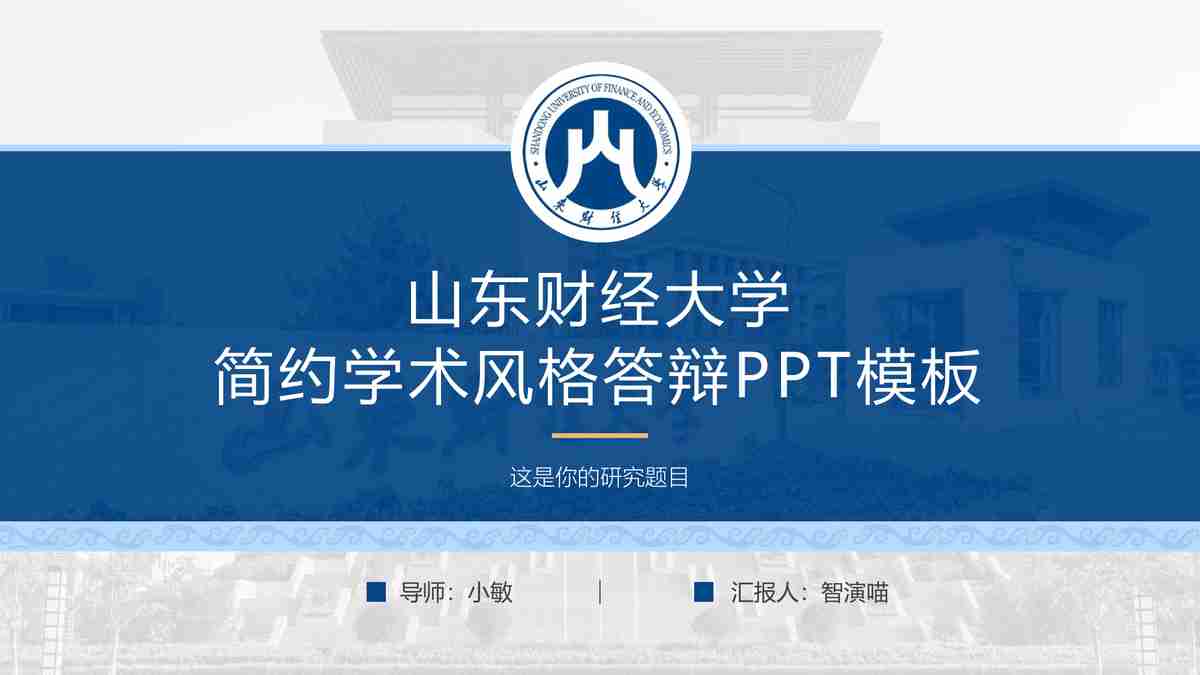 SHANDONG UNIVERSITY OF FINANCE AND ECONOMICS
山东财经大学
山东财经大学
简约学术风格答辩PPT模板
这是你的研究题目
导师：小敏
汇报人：智演喵